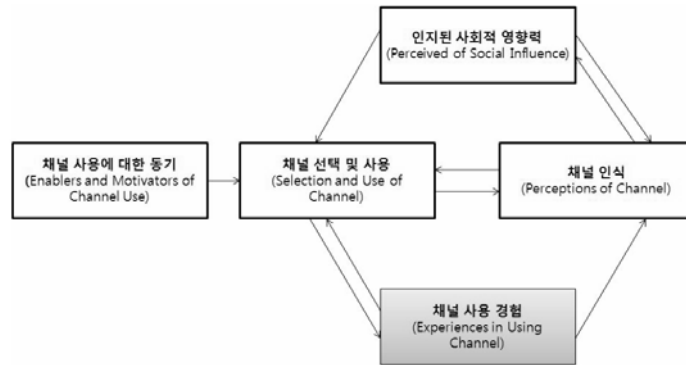 인지된 사회적 영향력
(Perceived of Social Influence)
채널 사용에 대한 동기
(Enablers and Motivators of
Channel Use)
채널 선택 및 사용
(Selection and Use of
Channel)
채널 인식
(Perceptions of Channel)
채널 사용 경험
(Experiences in Using
Channel)